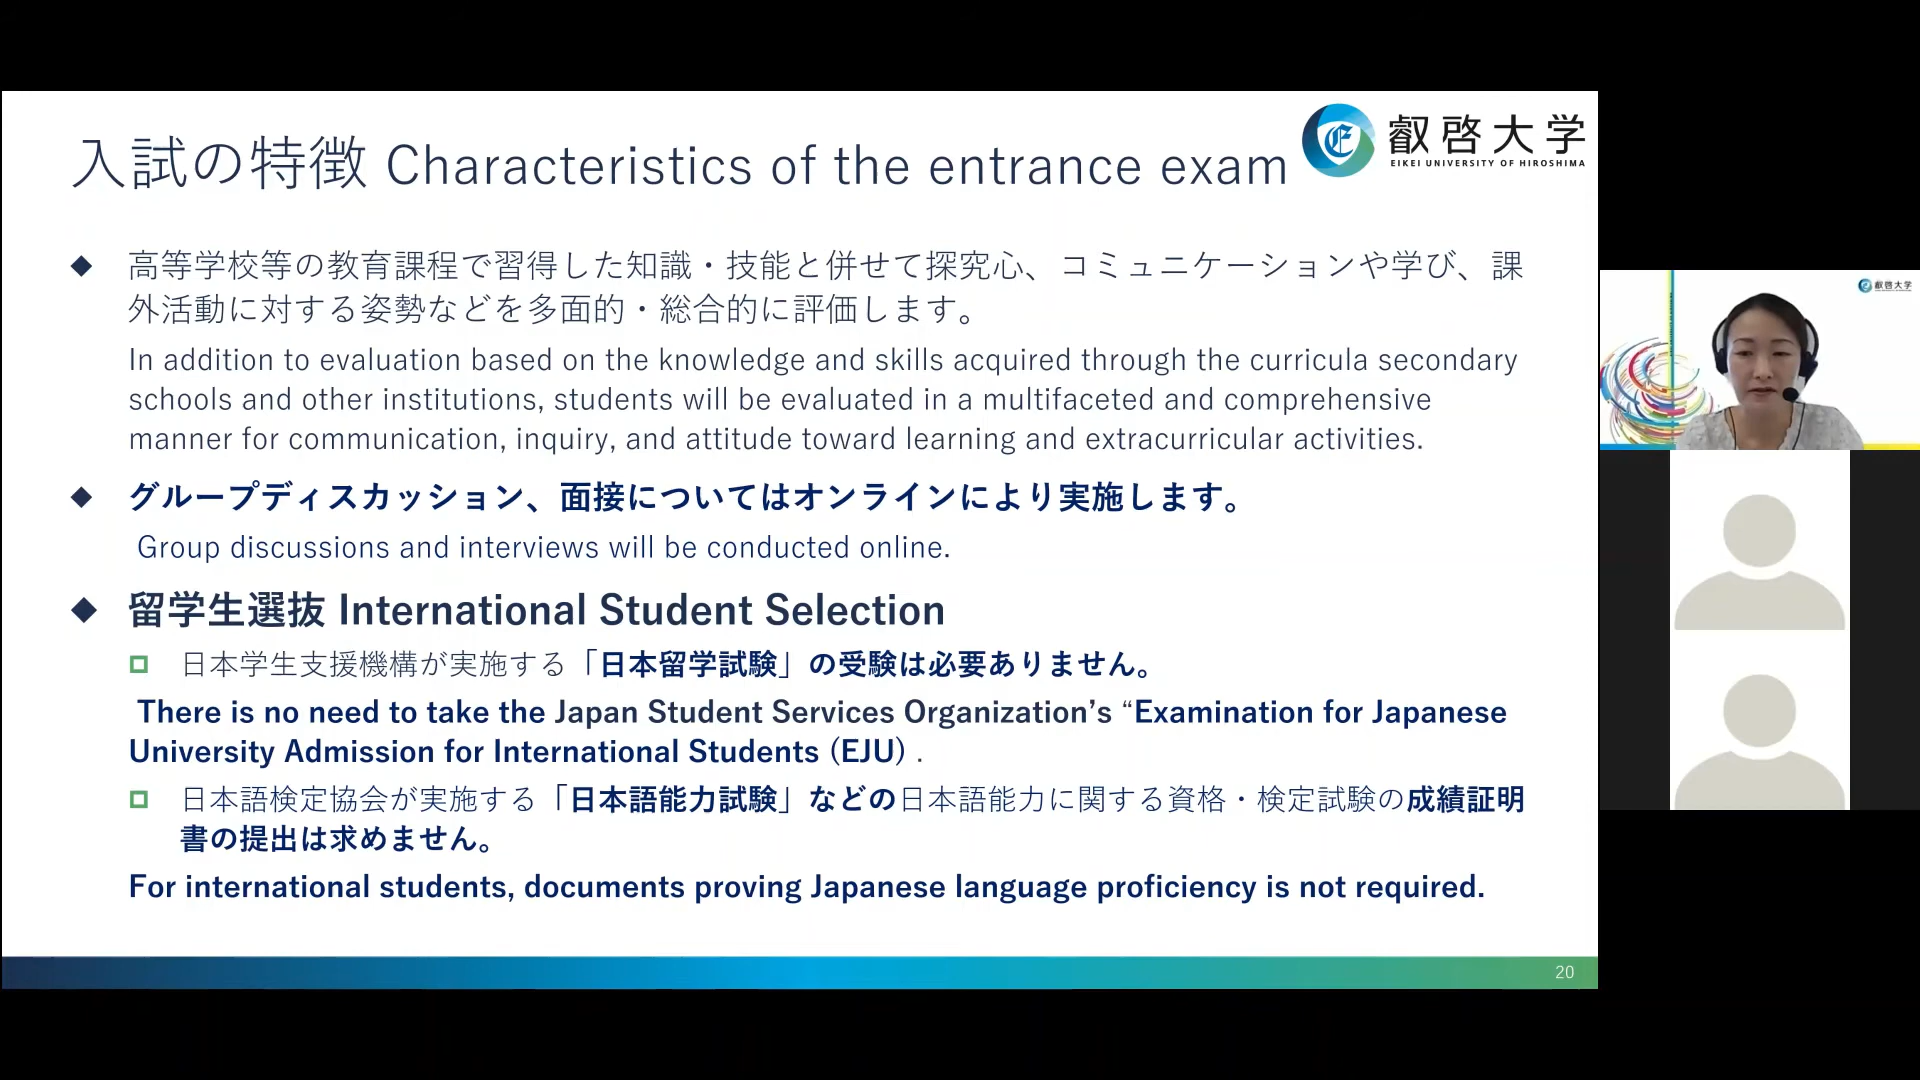 入試の特徴 Characteristics of the entrance exam
叡啓大学
EIKEI UNIVERSITY OF HIROSHIMA
◆ 高等学校等の教育課程で習得した知識・技能と併せて探究心、コミュニケーションや学び、課
外活動に対する姿勢などを多面的・総合的に評価します。
In addition to evaluation based on the knowledge and skills acquired through the curricula secondary
schools and other institutions, students will be evaluated in a multifaceted and comprehensive
manner for communication, inquiry, and attitude toward learning and extracurricular activities.
◆ グループディスカッション、面接についてはオンラインにより実施します。
Group discussions and interviews will be conducted online.
◆ 留学生選抜 International Student Selection
日本学生支援機構が実施する「日本留学試験」の受験は必要ありません。
There is no need to take the Japan Student Services Organization’s “Examination for Japanese
University Admission for International Students (EJU) .
日本語検定協会が実施する「日本語能力試験」などの日本語能力に関する資格・検定試験の成績証明
書の提出は求めません。
For international students, documents proving Japanese language proficiency is not required.
20
叡啓大学